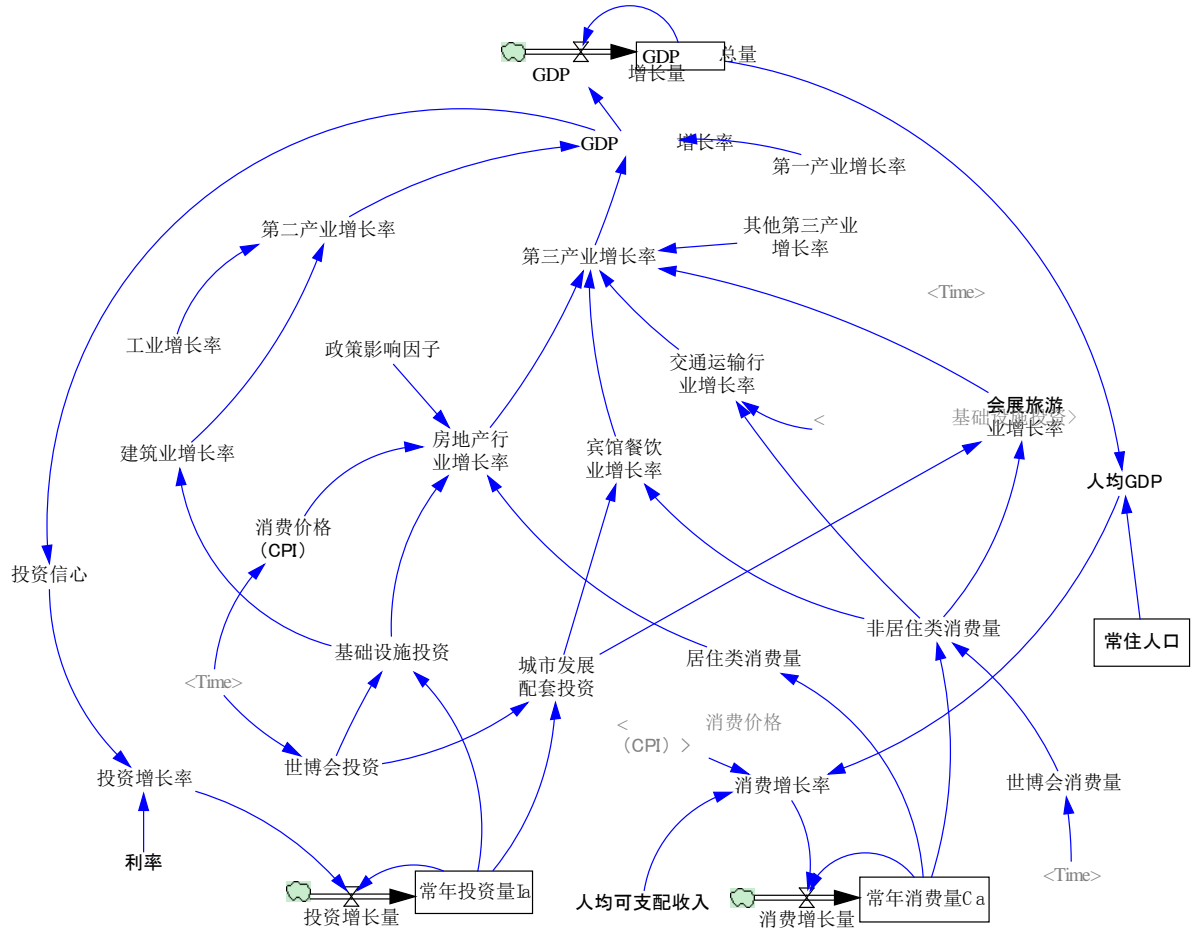 GDP
总量
GDP
增长量
GDP
增长率
第一产业增长率
第二产业增长率
其他第三产业
增长率
第三产业增长率
<Time>
工业增长率
政策影响因子
交通运输行
业增长率
会展旅游
业增长率
<
基础设施投资>
建筑业增长率
房地产行
业增长率
宾馆餐饮
业增长率
人均GDP
消费价格
（CPI）
投资信心
非居住类消费量
常住人口
基础设施投资
城市发展
配套投资
居住类消费量
<Time>
<
消费价格
（CPI）>
世博会投资
投资增长率
消费增长率
世博会消费量
利率
<Time>
常年投资量Ia
常年消费量Ca
人均可支配收入
投资增长量
消费增长量